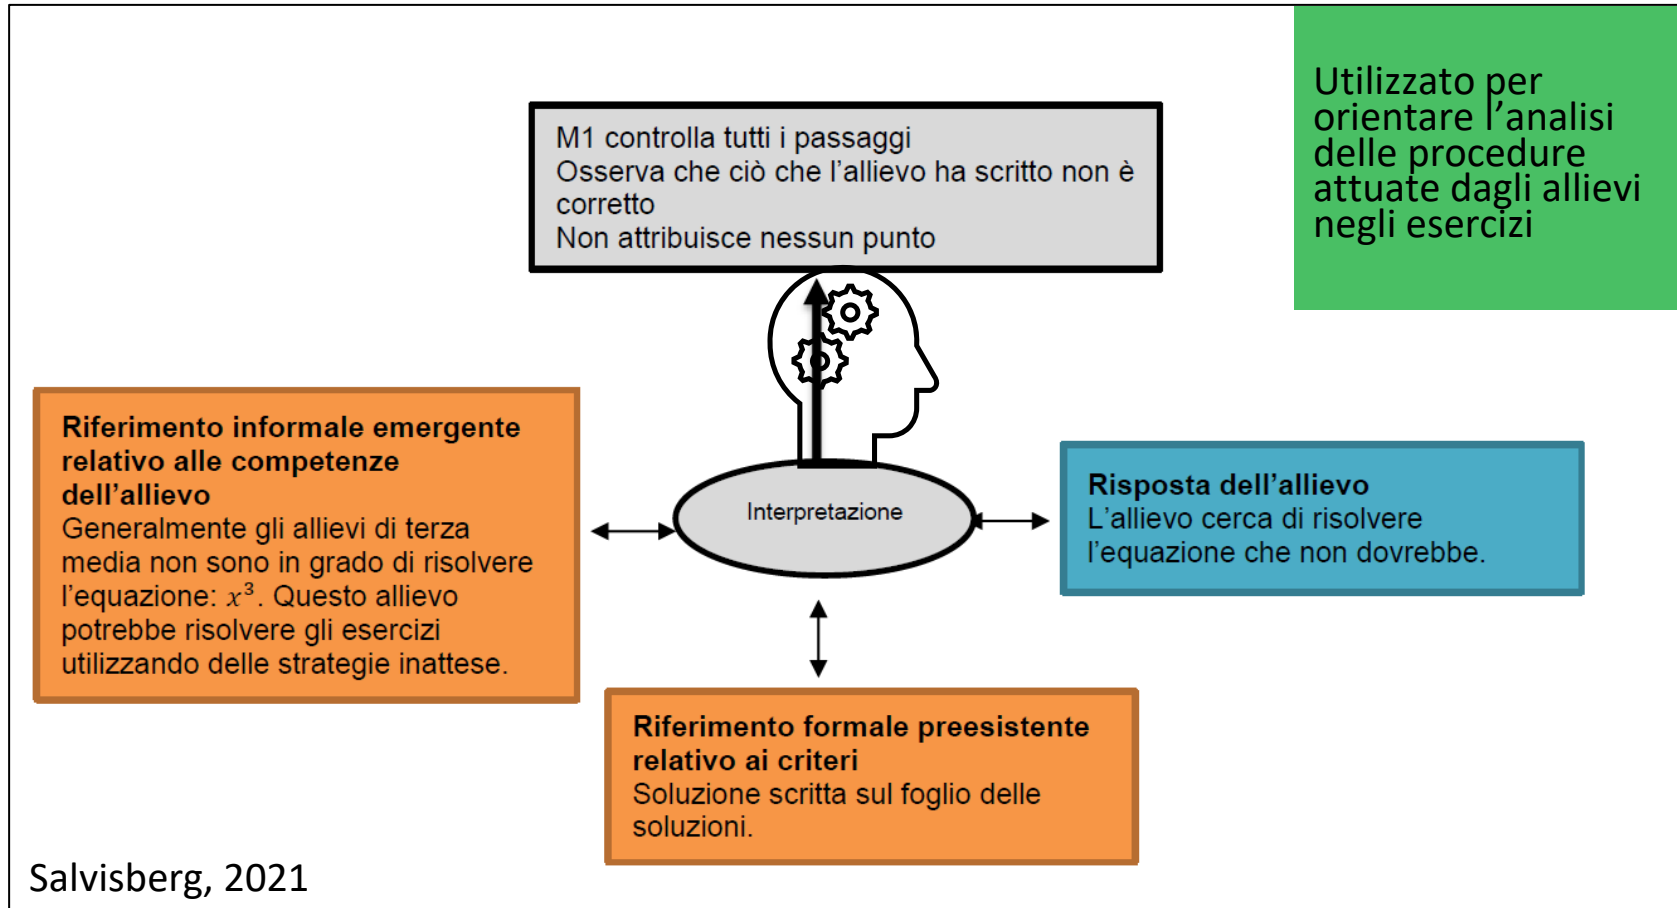 Utilizzato per
orientare l'analisi
delle procedure
attuate dagli allievi
negli esercizi
M1 controlla tutti i passaggi
Osserva che ciò che l'allievo ha scritto non è
corretto
Non attribuisce nessun punto
Riferimento informale emergente
relativo alle competenze
dell'allievo
Generalmente gli allievi di terza
media non sono in grado di risolvere
l'equazione: x³. Questo allievo
potrebbe risolvere gli esercizi
utilizzando delle strategie inattese.
Interpretazione
Risposta dell'allievo
L'allievo cerca di risolvere
l'equazione che non dovrebbe.
Riferimento formale preesistente
relativo ai criteri
Soluzione scritta sul foglio delle
soluzioni.
Salvisberg, 2021